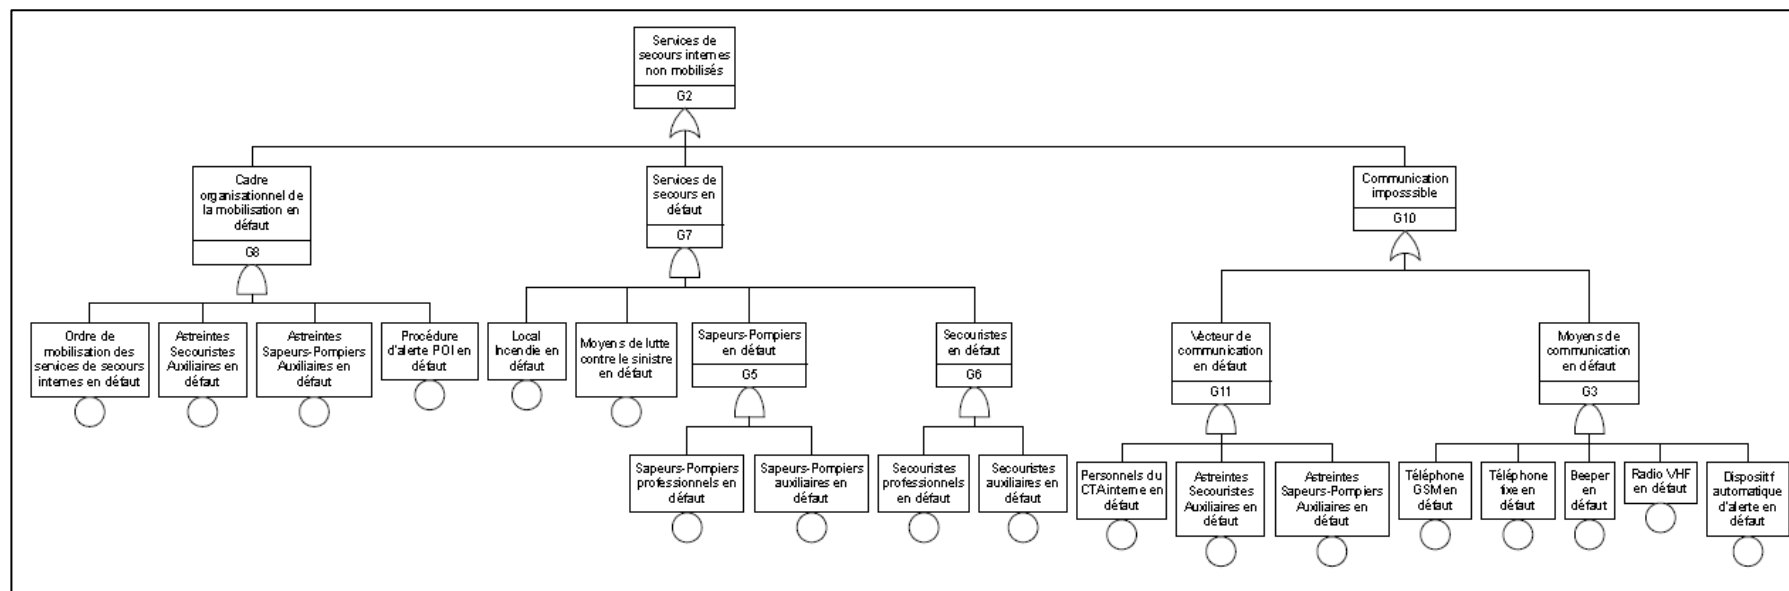 Services de
secours internes
non mobilisés
G2
Cadre
organisationnel de
la mobilisation en
défaut
G8
Services de
secours en
défaut
G7
Communication
imposssible
G10
Ordre de
mobilisation des
services de secours
internes en défaut
Astreintes
Secouristes
Auxiliaires en
défaut
Astreintes
Sapeurs-Pompiers
Auxiliaires en
défaut
Procédure
d'alerte POI en
défaut
Local
Incendie en
défaut
Moyens de lutte
contre le sinistre
en défaut
Sapeurs-Pompiers
en défaut
G5
Secouristes
en défaut
G6
Vecteur de
communication
en défaut
G11
Moyens de
communication
en défaut
G3
Sapeurs-Pompiers
professionnels en
défaut
Sapeurs-Pompiers
auxiliaires en
défaut
Secouristes
professionnels en
défaut
Secouristes
auxiliaires en
défaut
Personnels du
CTA interne en
défaut
Astreintes
Secouristes
Auxiliaires en
défaut
Astreintes
Sapeurs-Pompiers
Auxiliaires en
défaut
Téléphone
GSM en
défaut
Téléphone
fixe en
défaut
Beeper
en
défaut
Radio VHF
en défaut
Dispositif
automatique
d'alerte en
défaut